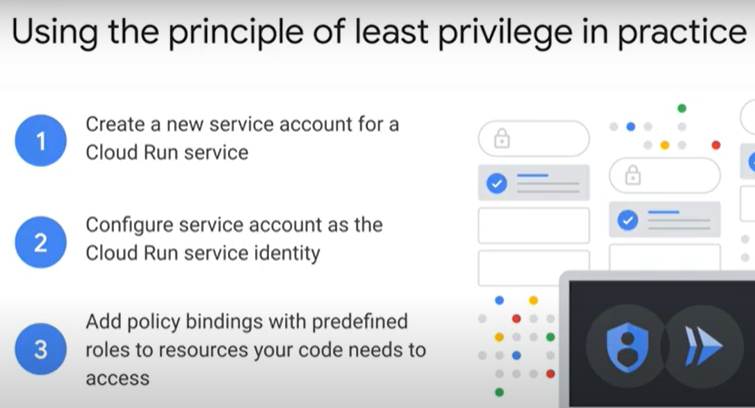 Using the principle of least privilege in practice
1
Create a new service account for a
Cloud Run service
2
Configure service account as the
Cloud Run service identity
3
Add policy bindings with predefined
roles to resources your code needs to
access